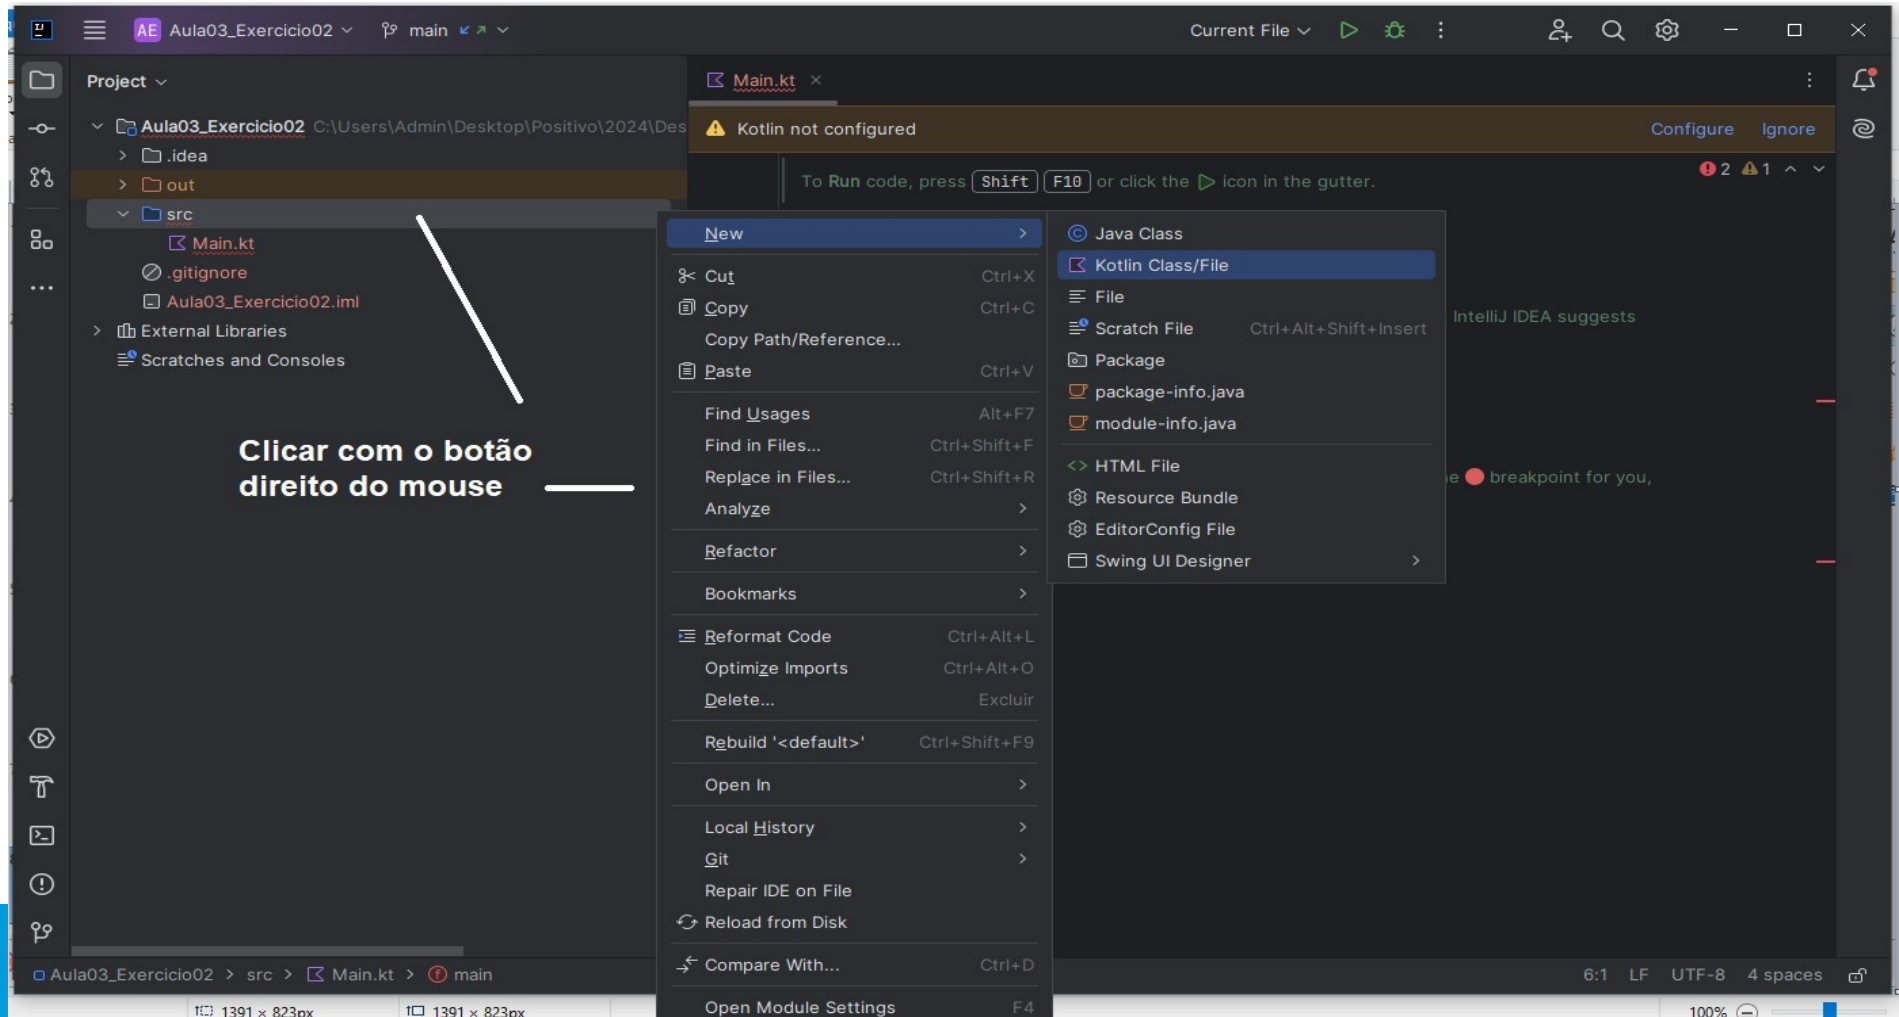 AE Aula03_Exercicio02 main Current File
Project
Main.kt
Aula03_Exercicio02 C:\Users\Admin\Desktop\Positivo\2024\Des
Kotlin not configured Configure Ignore
.idea
out
To Run code, press Shift F10 or click the icon in the gutter.
2 1
src
Main.kt
.gitignore
Aula03_Exercicio02.iml
External Libraries
Scratches and Consoles
Clicar com o botão
direito do mouse
New
Cut Ctrl+X
Copy Ctrl+C
Copy Path/Reference...
Paste Ctrl+V
Find Usages Alt+F7
Find in Files... Ctrl+Shift+F
Replace in Files... Ctrl+Shift+R
Analyze
Refactor
Bookmarks
Reformat Code Ctrl+Alt+L
Optimize Imports Ctrl+Alt+O
Delete... Excluir
Rebuild '<default>' Ctrl+Shift+F9
Open In
Local History
Git
Repair IDE on File
Reload from Disk
Compare With... Ctrl+D
Open Module Settings F4
Java Class
Kotlin Class/File
File
Scratch File Ctrl+Alt+Shift+Insert
Package
package-info.java
module-info.java
HTML File
Resource Bundle
EditorConfig File
Swing UI Designer
IntelliJ IDEA suggests
breakpoint for you,
Aula03_Exercicio02 > src > Main.kt > main
6:1 LF UTF-8 4 spaces
1391 × 823px 1391 × 823px 100%